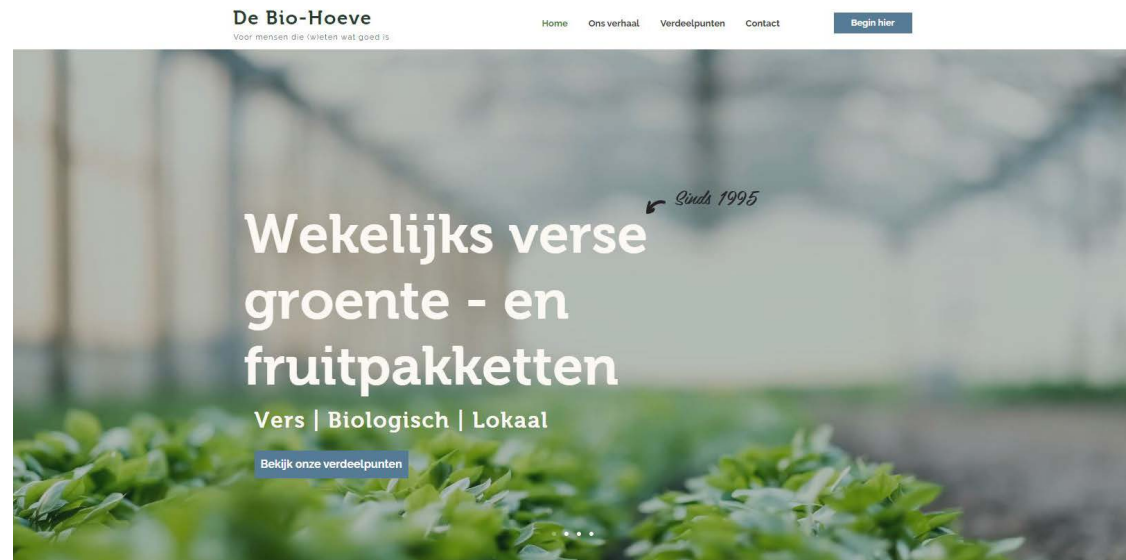 De Bio-Hoeve
Voor mensen die (w)eten wat goed is
Home Ons verhaal Verdeelpunten Contact Begin hier
Sinds 1995
Wekelijks verse
groente - en
fruitpakketten
Vers | Biologisch | Lokaal
Bekijk onze verdeelpunten